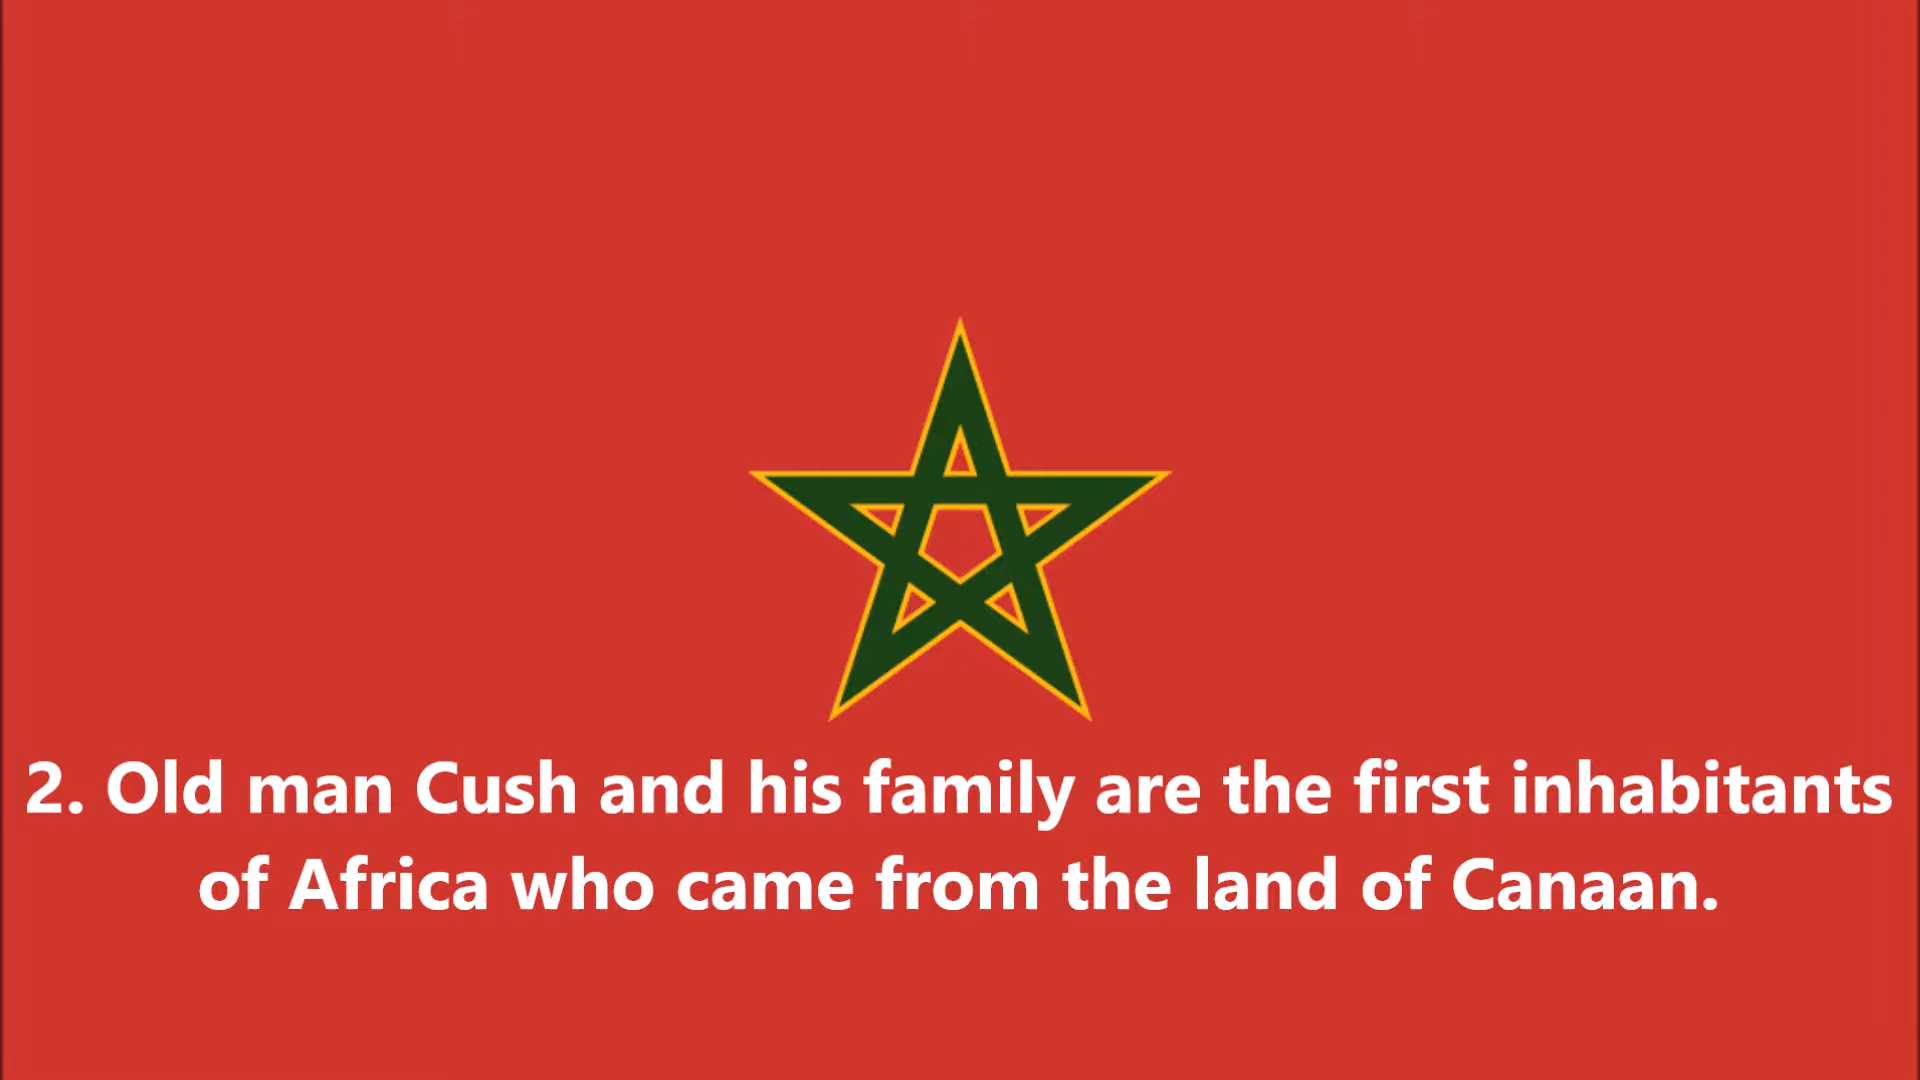 2. Old man Cush and his family are the first inhabitants
of Africa who came from the land of Canaan.